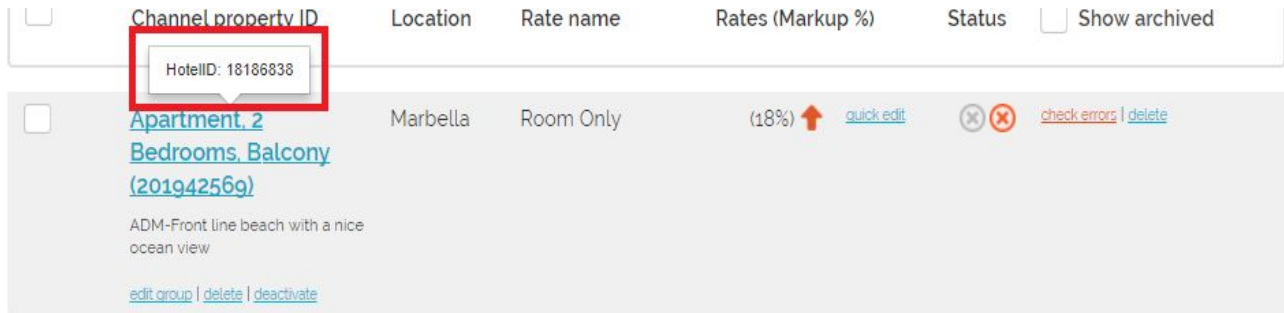 Channel property ID Location Rate name Rates (Markup %) Status Show archived
HotelID: 18186838
Apartment, 2 Marbella Room Only (18%) quick edit check errors | delete
Bedrooms, Balcony
(201942569)
ADM-Front line beach with a nice
ocean view
edit group | delete | deactivate